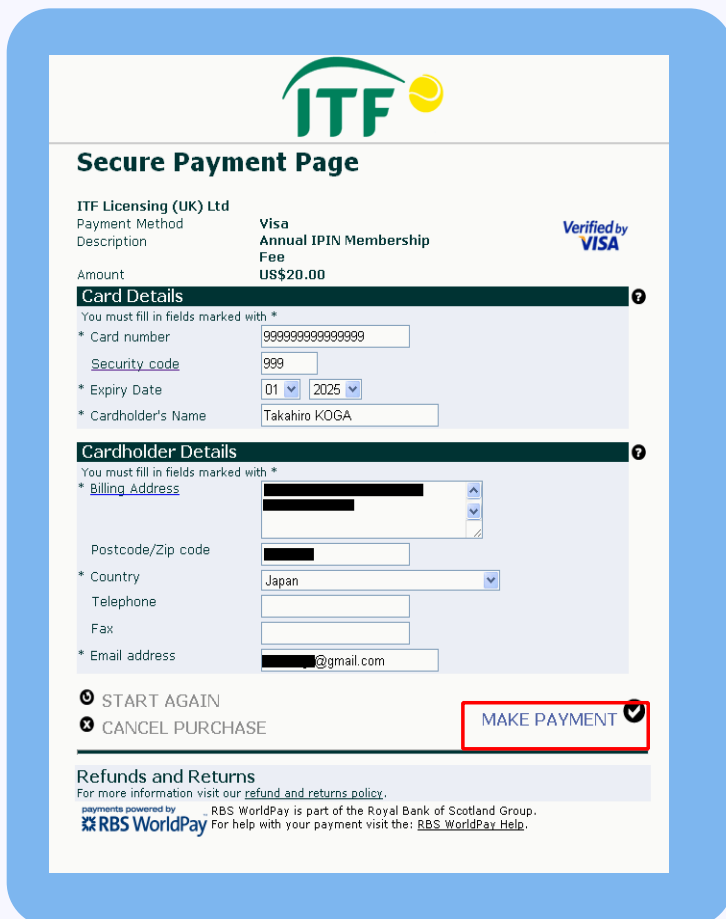 ITF
Secure Payment Page
ITF Licensing (UK) Ltd
Payment Method Visa
Verified by
VISA
Description Annual IPIN Membership
Fee
Amount US$20.00
Card Details ?
You must fill in fields marked with *
* Card number 999999999999999
Security code 999
* Expiry Date 01 2025
* Cardholder's Name Takahiro KOGA
Cardholder Details ?
You must fill in fields marked with *
* Billing Address
Postcode/Zip code
* Country Japan
Telephone
Fax
* Email address @gmail.com
START AGAIN
CANCEL PURCHASE
MAKE PAYMENT
Refunds and Returns
For more information visit our refund and returns policy.
payments powered by
RBS WorldPay
RBS WorldPay is part of the Royal Bank of Scotland Group.
For help with your payment visit the: RBS WorldPay Help.